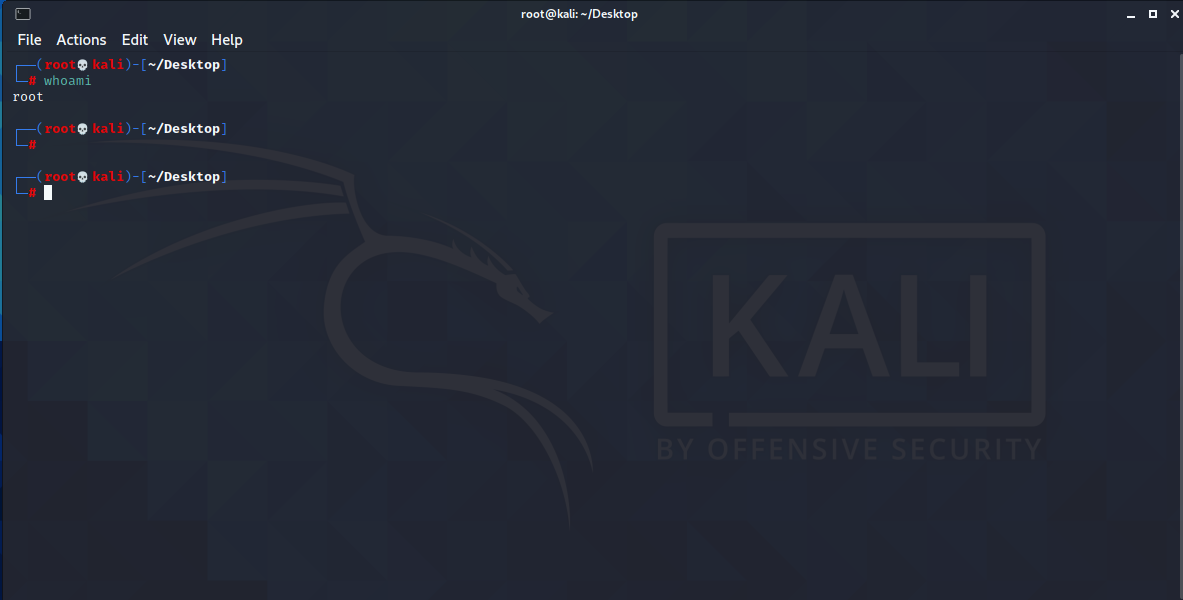 root@kali: ~/Desktop
File Actions Edit View Help
┌──(root💀kali)-[~/Desktop]
└─# whoami
root
┌──(root💀kali)-[~/Desktop]
└─#
┌──(root💀kali)-[~/Desktop]
└─#
KALI
BY OFFENSIVE SECURITY